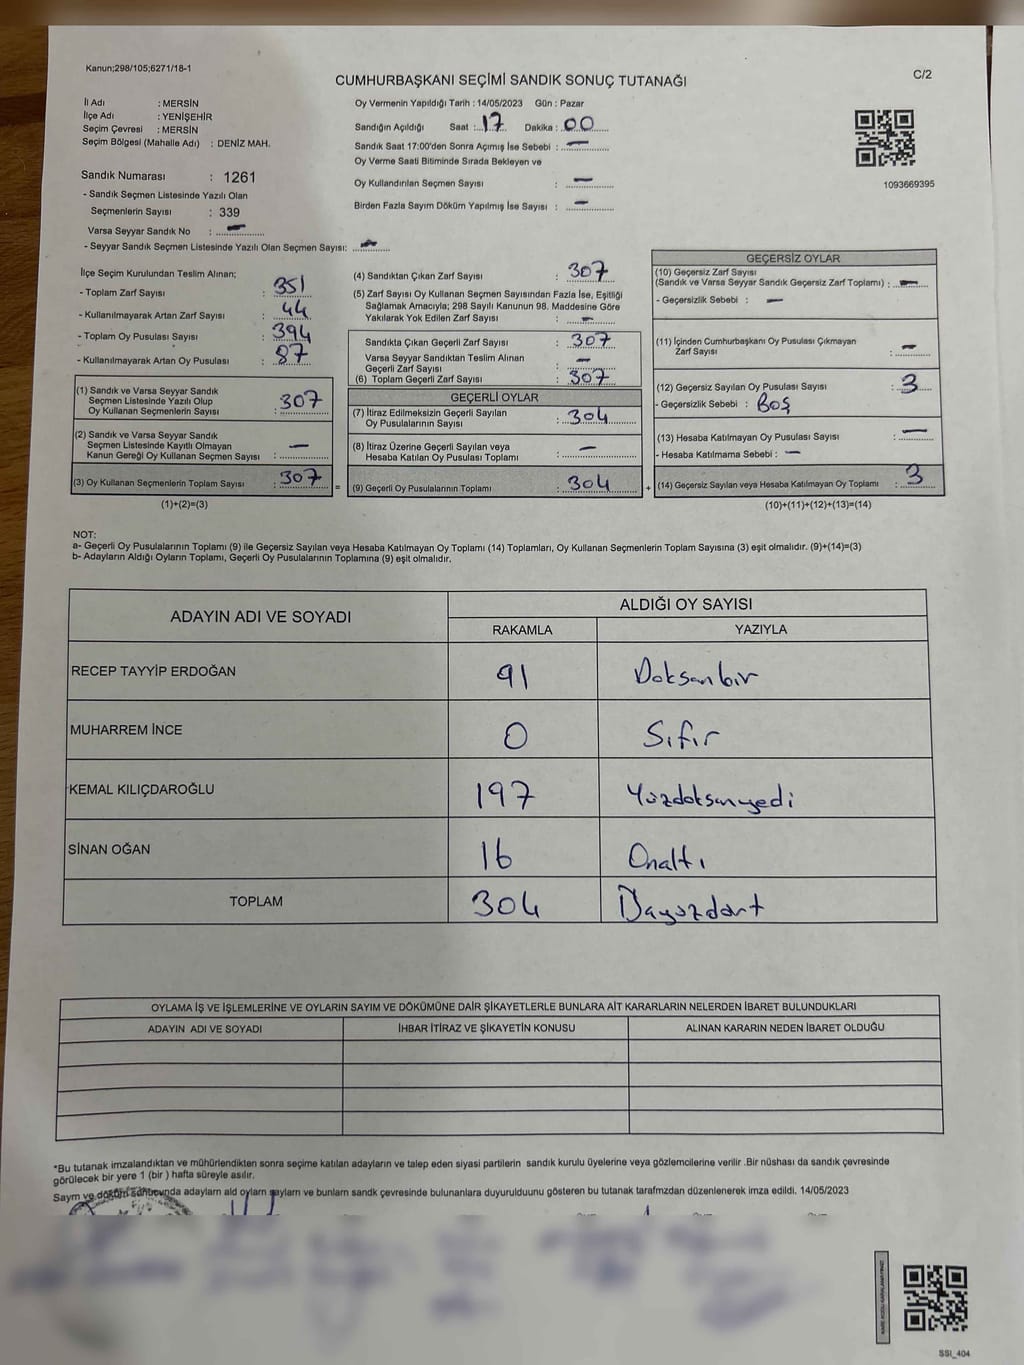 Kanun;298/105;6271/18-1
C/2
CUMHURBAŞKANI SEÇİMİ SANDIK SONUÇ TUTANAĞI
İl Adı : MERSİN
İlçe Adı : YENİŞEHİR
Seçim Çevresi : MERSİN
Seçim Bölgesi (Mahalle Adı) : DENİZ MAH.
Sandık Numarası : 1261
- Sandık Seçmen Listesinde Yazılı Olan
Seçmenlerin Sayısı : 339
Varsa Seyyar Sandık No : —
- Seyyar Sandık Seçmen Listesinde Yazılı Olan Seçmen Sayısı: —
Oy Vermenin Yapıldığı Tarih : 14/05/2023 Gün : Pazar
Sandığın Açıldığı Saat : 17 Dakika : 00
Sandık Saat 17:00'den Sonra Açımış İse Sebebi : —
Oy Verme Saati Bitiminde Sırada Bekleyen ve
Oy Kullandırılan Seçmen Sayısı : —
Birden Fazla Sayım Döküm Yapılmış İse Sayısı : —
1093669395
İlçe Seçim Kurulundan Teslim Alınan;
- Toplam Zarf Sayısı : 351
- Kullanılmayarak Artan Zarf Sayısı : 44
- Toplam Oy Pusulası Sayısı : 394
- Kullanılmayarak Artan Oy Pusulası : 87
(1) Sandık ve Varsa Seyyar Sandık
Seçmen Listesinde Yazılı Olup
Oy Kullanan Seçmenlerin Sayısı : 307
(2) Sandık ve Varsa Seyyar Sandık
Seçmen Listesinde Kayıtlı Olmayan
Kanun Gereği Oy Kullanan Seçmen Sayısı : —
(3) Oy Kullanan Seçmenlerin Toplam Sayısı : 307
(1)+(2)=(3)
(4) Sandıktan Çıkan Zarf Sayısı : 307
(5) Zarf Sayısı Oy Kullanan Seçmen Sayısından Fazla İse, Eşitliği
Sağlamak Amacıyla; 298 Sayılı Kanunun 98. Maddesine Göre
Yakılarak Yok Edilen Zarf Sayısı : —
Sandıkta Çıkan Geçerli Zarf Sayısı : 307
Varsa Seyyar Sandıktan Teslim Alınan
Geçerli Zarf Sayısı : —
(6) Toplam Geçerli Zarf Sayısı : 307
GEÇERLİ OYLAR
(7) İtiraz Edilmeksizin Geçerli Sayılan
Oy Pusulalarının Sayısı : 304
(8) İtiraz Üzerine Geçerli Sayılan veya
Hesaba Katılan Oy Pusulası Toplamı : —
= (9) Geçerli Oy Pusulalarının Toplamı : 304
GEÇERSİZ OYLAR
(10) Geçersiz Zarf Sayısı
(Sandık ve Varsa Seyyar Sandık Geçersiz Zarf Toplamı) : —
- Geçersizlik Sebebi : —
(11) İçinden Cumhurbaşkanı Oy Pusulası Çıkmayan
Zarf Sayısı : —
(12) Geçersiz Sayılan Oy Pusulası Sayısı : 3
- Geçersizlik Sebebi : Boş
(13) Hesaba Katılmayan Oy Pusulası Sayısı : —
- Hesaba Katılmama Sebebi : —
+ (14) Geçersiz Sayılan veya Hesaba Katılmayan Oy Toplamı : 3
(10)+(11)+(12)+(13)=(14)
NOT:
a- Geçerli Oy Pusulalarının Toplamı (9) ile Geçersiz Sayılan veya Hesaba Katılmayan Oy Toplamı (14) Toplamları, Oy Kullanan Seçmenlerin Toplam Sayısına (3) eşit olmalıdır. (9)+(14)=(3)
b- Adayların Aldığı Oyların Toplamı, Geçerli Oy Pusulalarının Toplamına (9) eşit olmalıdır.
ADAYIN ADI VE SOYADI ALDIĞI OY SAYISI
RAKAMLA YAZIYLA
RECEP TAYYİP ERDOĞAN 91 Doksanbir
MUHARREM İNCE 0 Sıfır
KEMAL KILIÇDAROĞLU 197 Yüzdoksanyedi
SİNAN OĞAN 16 Onaltı
TOPLAM 304
OYLAMA İŞ VE İŞLEMLERİNE VE OYLARIN SAYIM VE DÖKÜMÜNE DAİR ŞİKAYETLERLE BUNLARA AİT KARARLARIN NELERDEN İBARET BULUNDUKLARI
ADAYIN ADI VE SOYADI İHBAR İTİRAZ VE ŞİKAYETİN KONUSU ALINAN KARARIN NEDEN İBARET OLDUĞU
*Bu tutanak imzalandıktan ve mühürlendikten sonra seçime katılan adayların ve talep eden siyasi partilerin sandık kurulu üyelerine veya gözlemcilerine verilir .Bir nüshası da sandık çevresinde
görülecek bir yere 1 (bir ) hafta süreyle asılır.
Sayım ve döküm sonucunda adayların ald oyların sayların ve bunların sandk çevresinde bulunanlara duyurulduunu gösteren bu tutanak tarafmzdan düzenlenerek imza edildi. 14/05/2023
SSI_404